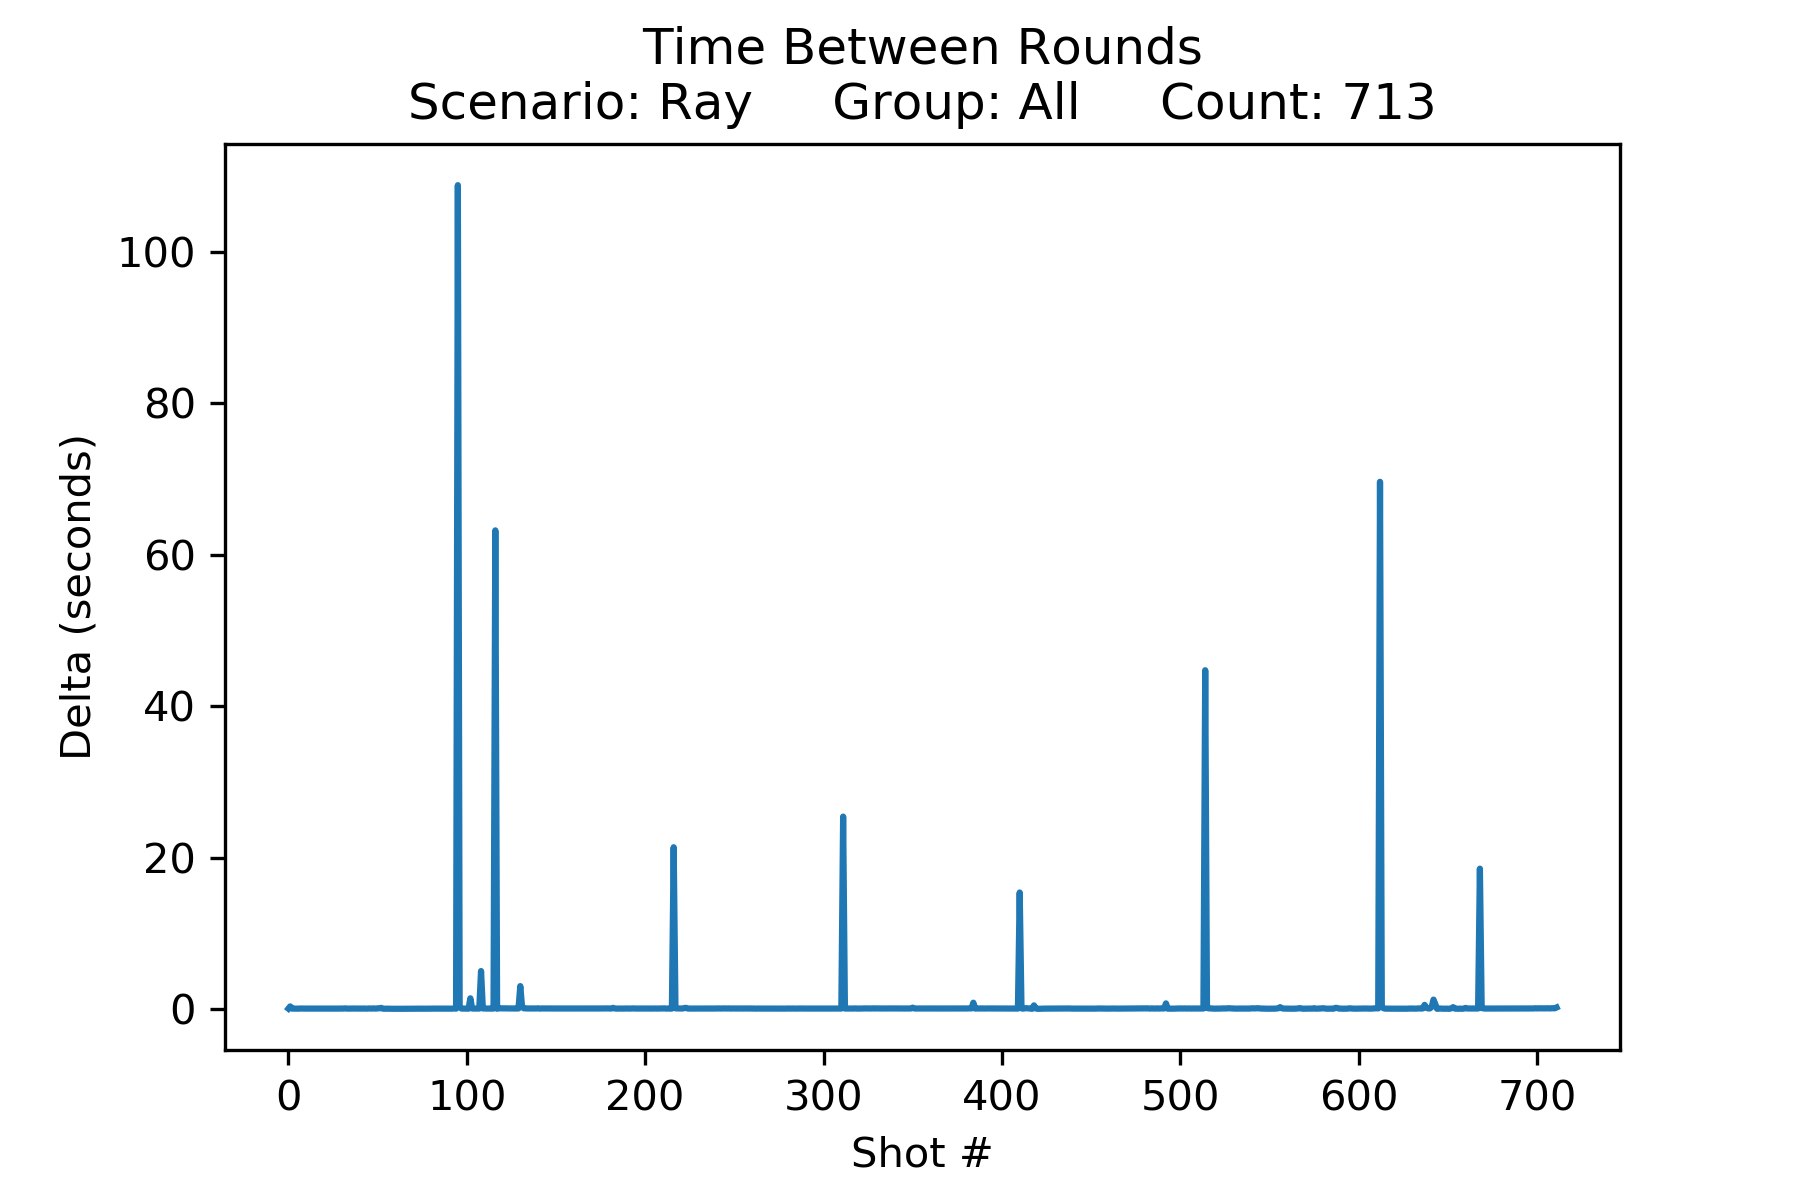 Time Between Rounds
Scenario: Ray     Group: All     Count: 713
Delta (seconds)
100
80
60
40
20
0
0 100 200 300 400 500 600 700
Shot #